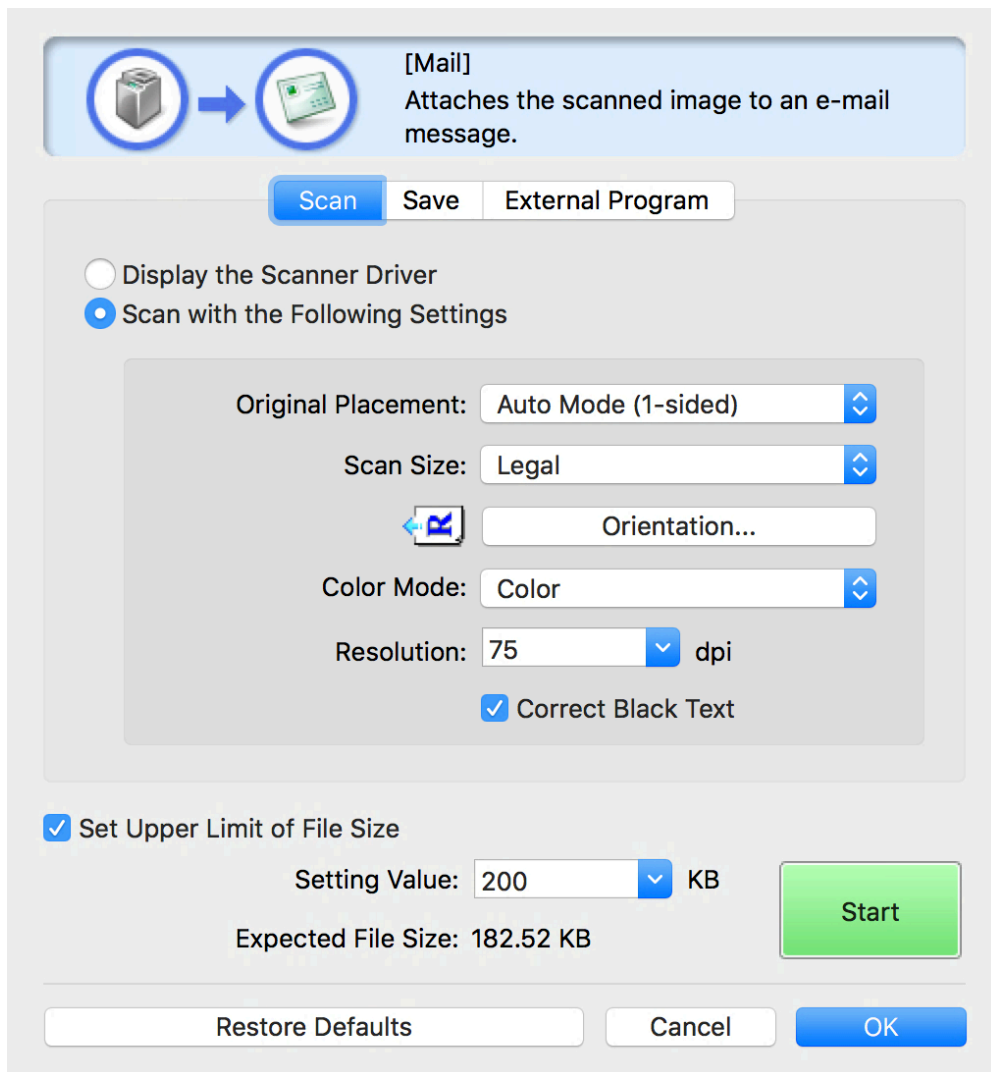 [Mail]
Attaches the scanned image to an e-mail
message.
Scan Save External Program
Display the Scanner Driver
Scan with the Following Settings
Original Placement: Auto Mode (1-sided)
Scan Size: Legal
R Orientation...
Color Mode: Color
Resolution: 75 dpi
Correct Black Text
Set Upper Limit of File Size
Setting Value: 200 KB
Expected File Size: 182.52 KB
Start
Restore Defaults Cancel OK